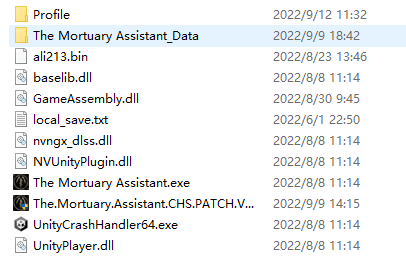 Profile 2022/9/12 11:32
The Mortuary Assistant_Data 2022/9/9 18:42
ali213.bin 2022/8/23 13:46
baselib.dll 2022/8/8 11:14
GameAssembly.dll 2022/8/30 9:45
local_save.txt 2022/6/1 22:50
nvngx_dlss.dll 2022/8/8 11:14
NVUnityPlugin.dll 2022/8/8 11:14
The Mortuary Assistant.exe 2022/8/8 11:14
The.Mortuary.Assistant.CHS.PATCH.V... 2022/9/9 14:15
UnityCrashHandler64.exe 2022/8/8 11:14
UnityPlayer.dll 2022/8/8 11:14